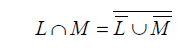 L ∩ M = \overline{\overline{L} ∪ \overline{M}}